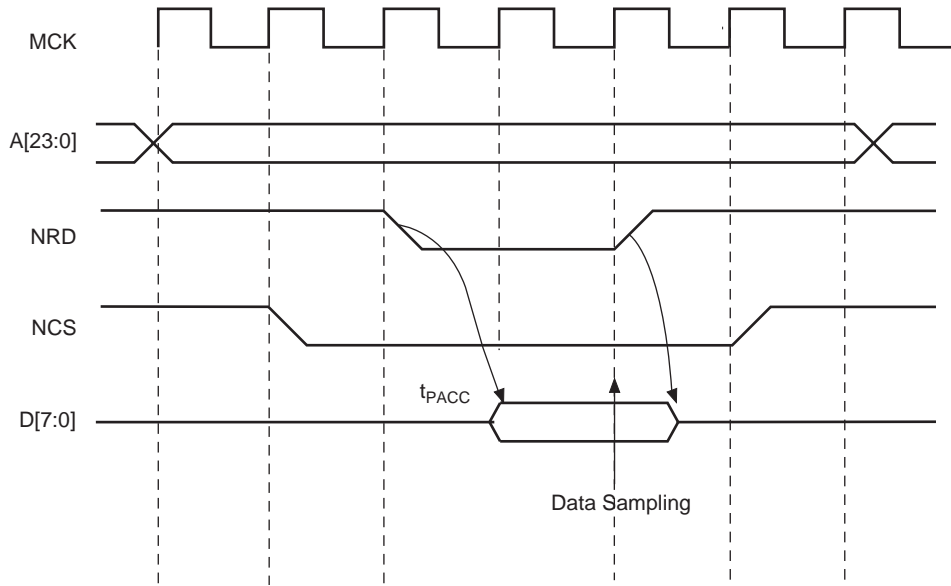 MCK
A[23:0]
NRD
NCS
tPACC
D[7:0]
Data Sampling